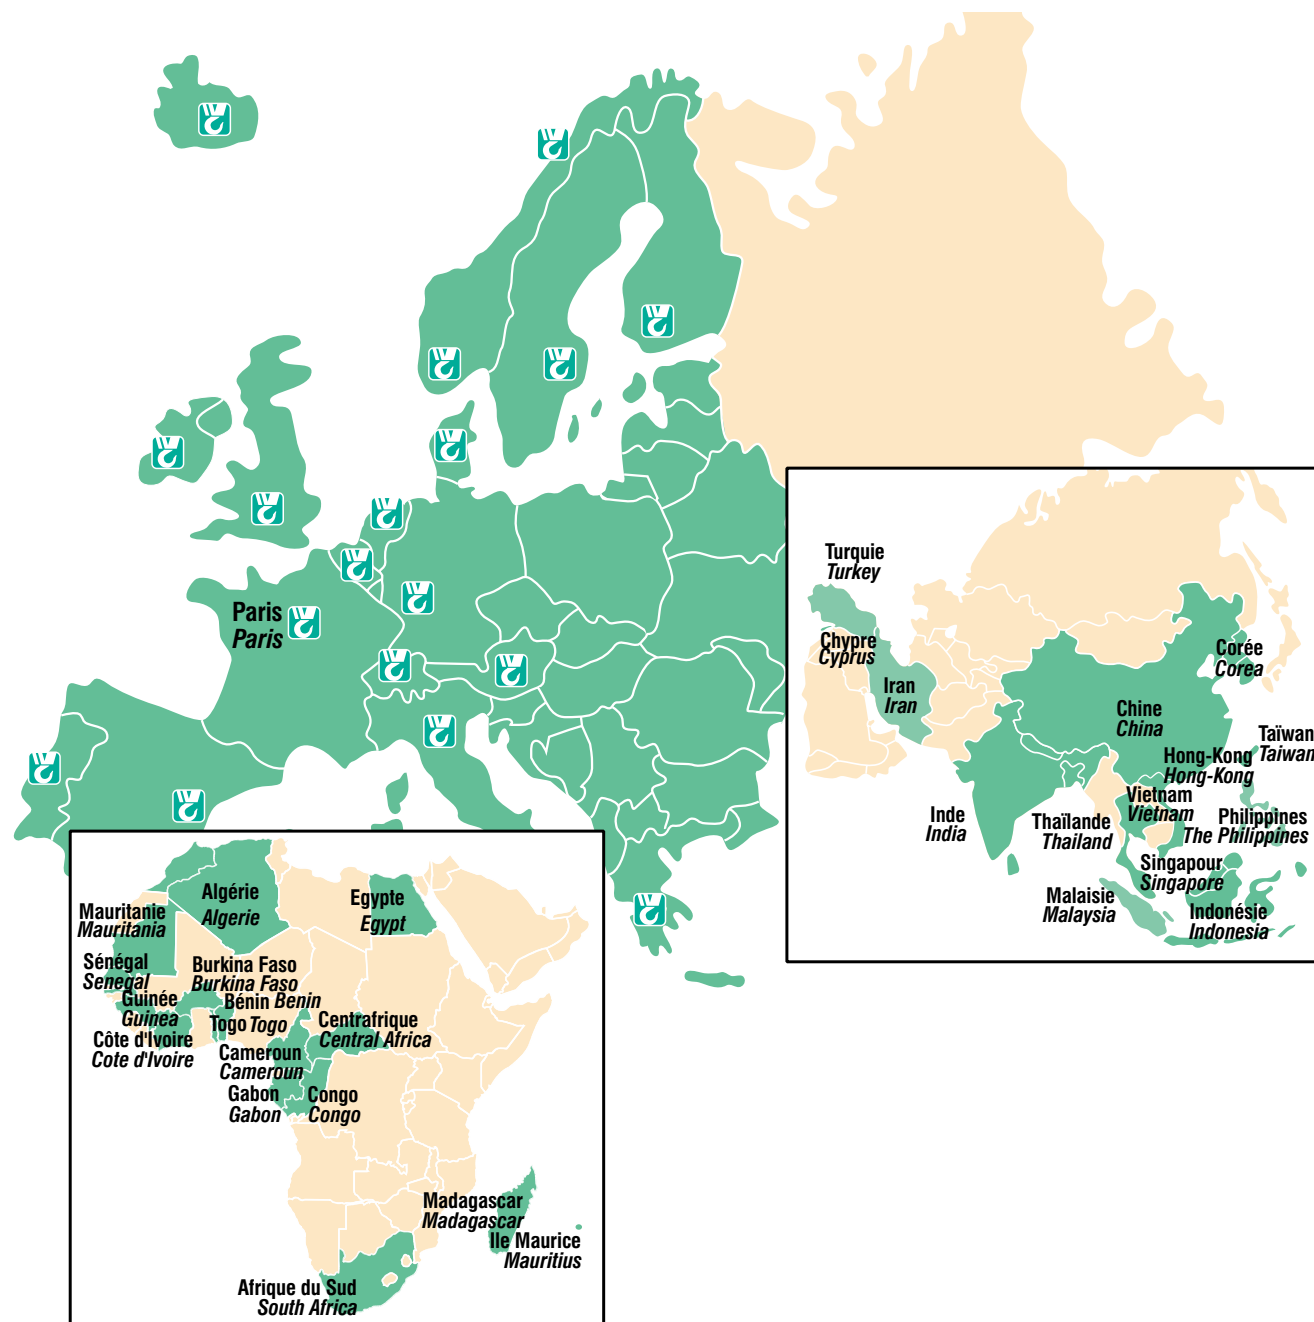 Paris
Paris
Turquie
Turkey
Chypre
Cyprus
Iran
Iran
Corée
Corea
Chine
China
Taïwan
Taiwan
Hong-Kong
Hong-Kong
Inde
India
Vietnam
Vietnam
Thaïlande
Thailand
Philippines
The Philippines
Singapour
Singapore
Malaisie
Malaysia
Indonésie
Indonesia
Algérie
Algerie
Egypte
Egypt
Mauritanie
Mauritania
Sénégal
Senegal
Burkina Faso
Burkina Faso
Guinée
Guinea
Bénin Benin
Togo Togo
Centrafrique
Central Africa
Côte d'Ivoire
Cote d'Ivoire
Cameroun
Cameroun
Gabon
Gabon
Congo
Congo
Madagascar
Madagascar
Ile Maurice
Mauritius
Afrique du Sud
South Africa